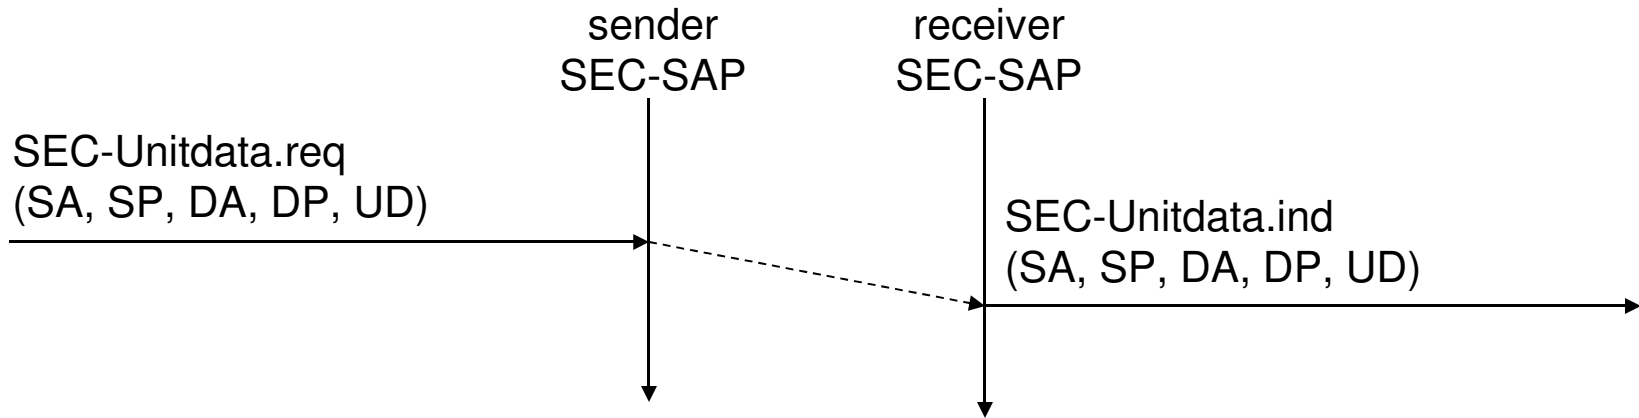 sender
SEC-SAP
receiver
SEC-SAP
SEC-Unitdata.req
(SA, SP, DA, DP, UD)
SEC-Unitdata.ind
(SA, SP, DA, DP, UD)